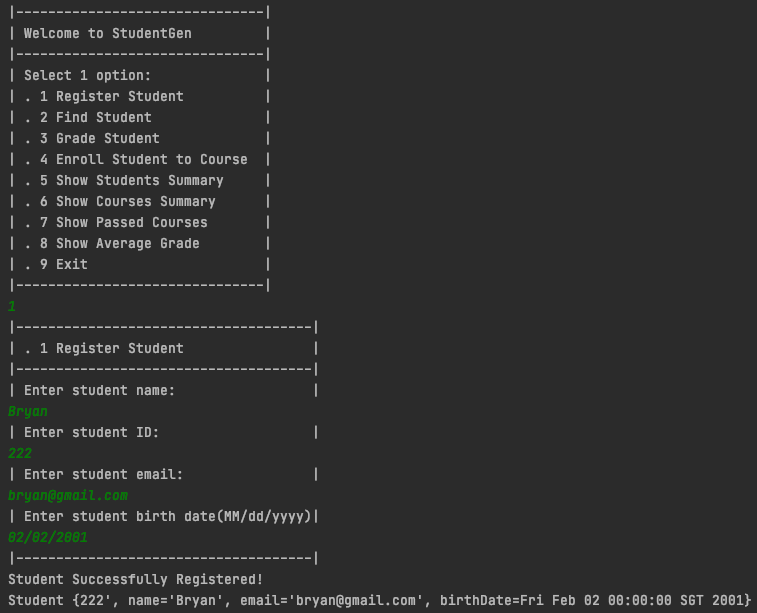 |-------------------------------|
| Welcome to StudentGen         |
|-------------------------------|
| Select 1 option:              |
| . 1 Register Student          |
| . 2 Find Student              |
| . 3 Grade Student             |
| . 4 Enroll Student to Course  |
| . 5 Show Students Summary     |
| . 6 Show Courses Summary      |
| . 7 Show Passed Courses       |
| . 8 Show Average Grade        |
| . 9 Exit                      |
|-------------------------------|
1
|-------------------------------------|
| . 1 Register Student                |
|-------------------------------------|
| Enter student name:                 |
Bryan
| Enter student ID:                   |
222
| Enter student email:                |
bryan@gmail.com
| Enter student birth date(MM/dd/yyyy)|
02/02/2001
|-------------------------------------|
Student Successfully Registered!
Student {222', name='Bryan', email='bryan@gmail.com', birthDate=Fri Feb 02 00:00:00 SGT 2001}